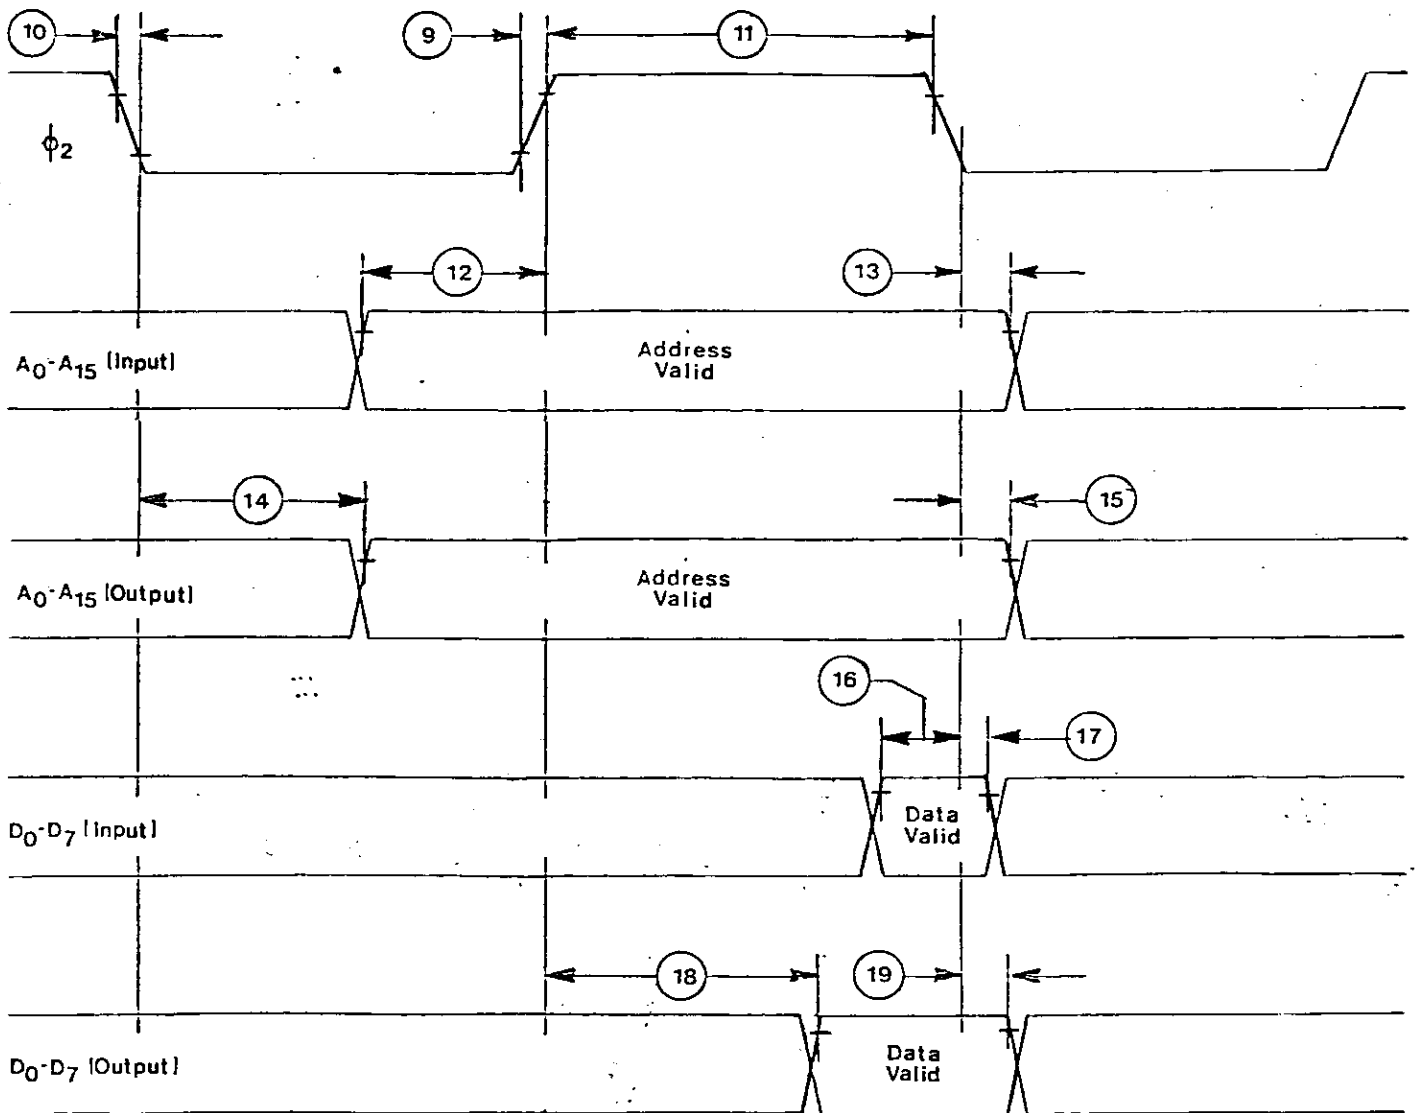 10
9
11
ϕ2
12
13
A0-A15 [Input]
Address
Valid
14
15
A0-A15 [Output]
Address
Valid
16
17
D0-D7 [Input]
Data
Valid
18
19
D0-D7 [Output]
Data
Valid